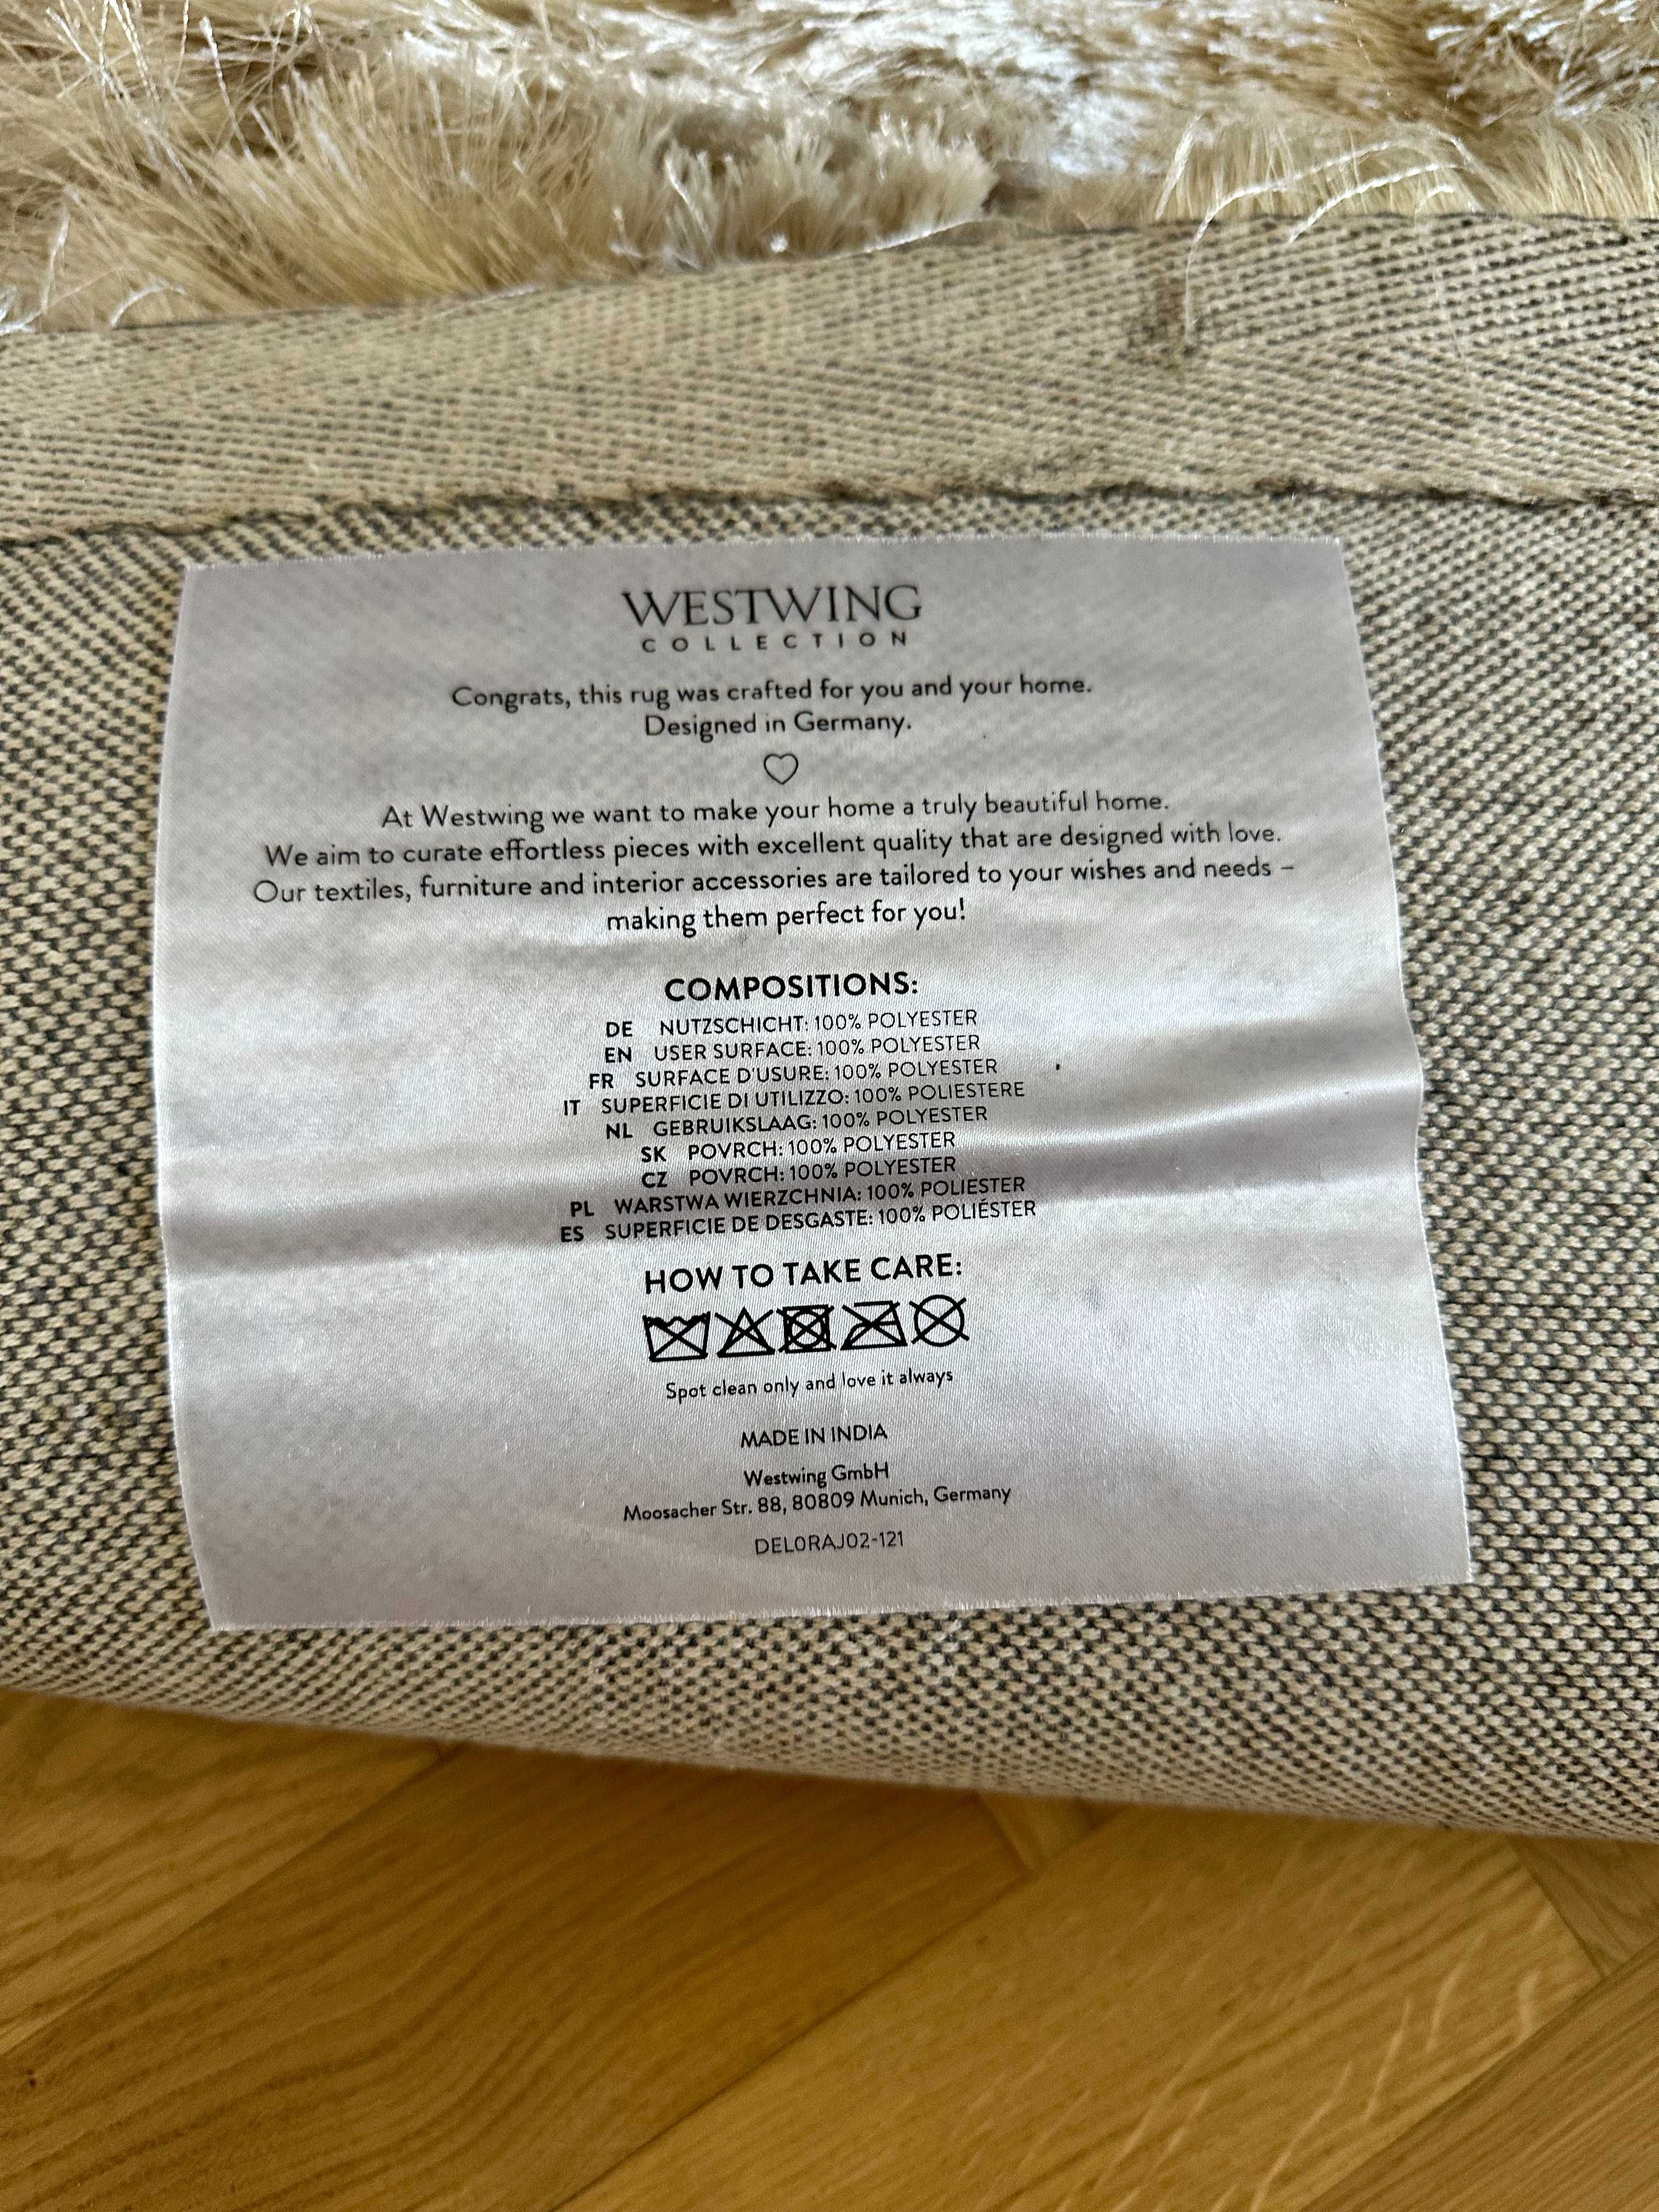 WESTWING
COLLECTION
Congrats, this rug was crafted for you and your home.
Designed in Germany.
At Westwing we want to make your home a truly beautiful home.
We aim to curate effortless pieces with excellent quality that are designed with love.
Our textiles, furniture and interior accessories are tailored to your wishes and needs –
making them perfect for you!
COMPOSITIONS:
DE NUTZSCHICHT: 100% POLYESTER
EN USER SURFACE: 100% POLYESTER
FR SURFACE D'USURE: 100% POLYESTER
IT SUPERFICIE DI UTILIZZO: 100% POLIESTERE
NL GEBRUIKSLAAG: 100% POLYESTER
SK POVRCH: 100% POLYESTER
CZ POVRCH: 100% POLYESTER
PL WARSTWA WIERZCHNIA: 100% POLIESTER
ES SUPERFICIE DE DESGASTE: 100% POLIÉSTER
HOW TO TAKE CARE:
Spot clean only and love it always
MADE IN INDIA
Westwing GmbH
Moosacher Str. 88, 80809 Munich, Germany
DEL0RAJ02-121